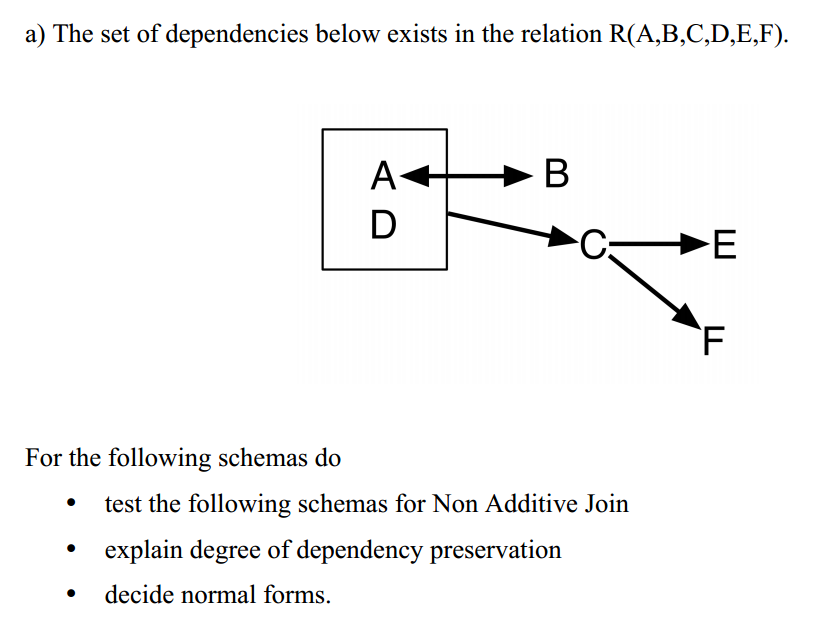 a) The set of dependencies below exists in the relation R(A,B,C,D,E,F).
A B
D
C E
F
For the following schemas do
• test the following schemas for Non Additive Join
• explain degree of dependency preservation
• decide normal forms.